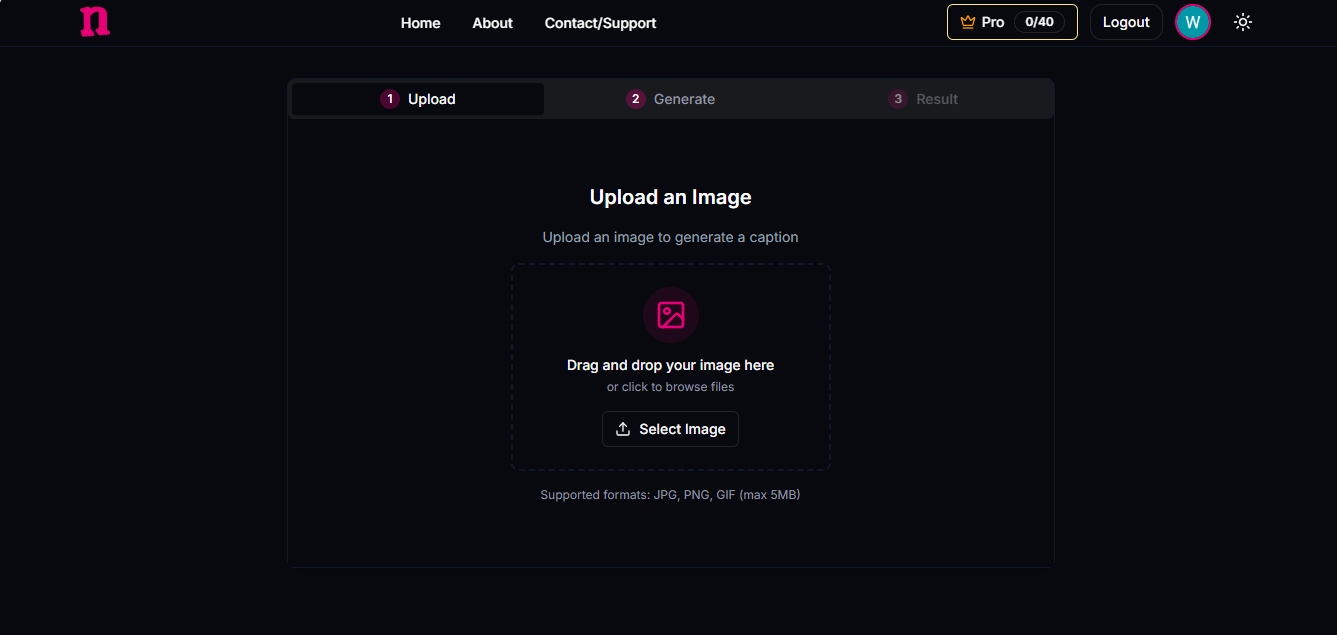 n
Home About Contact/Support Pro 0/40 Logout W
1 Upload 2 Generate 3 Result
Upload an Image
Upload an image to generate a caption
Drag and drop your image here
or click to browse files
Select Image
Supported formats: JPG, PNG, GIF (max 5MB)